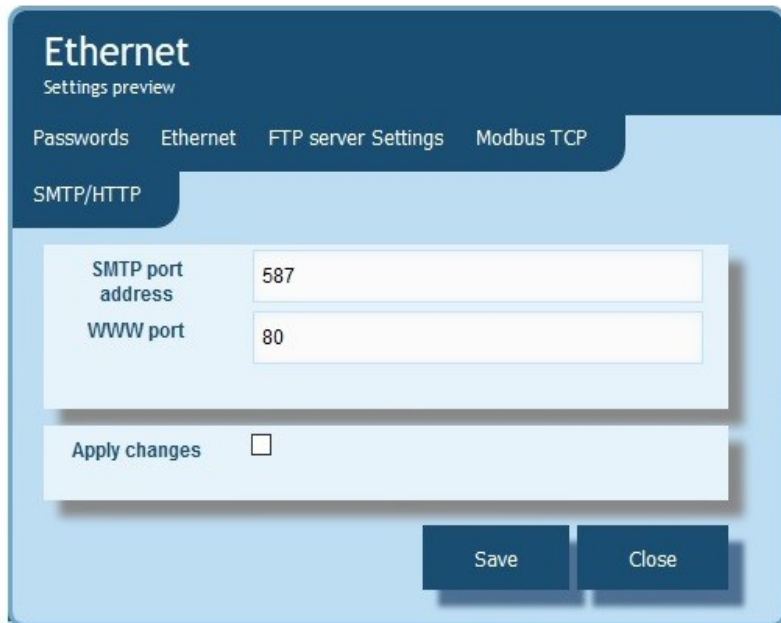 Ethernet
Settings preview
Passwords Ethernet FTP server Settings Modbus TCP
SMTP/HTTP
SMTP port
address
587
WWW port
80
Apply changes
Save Close